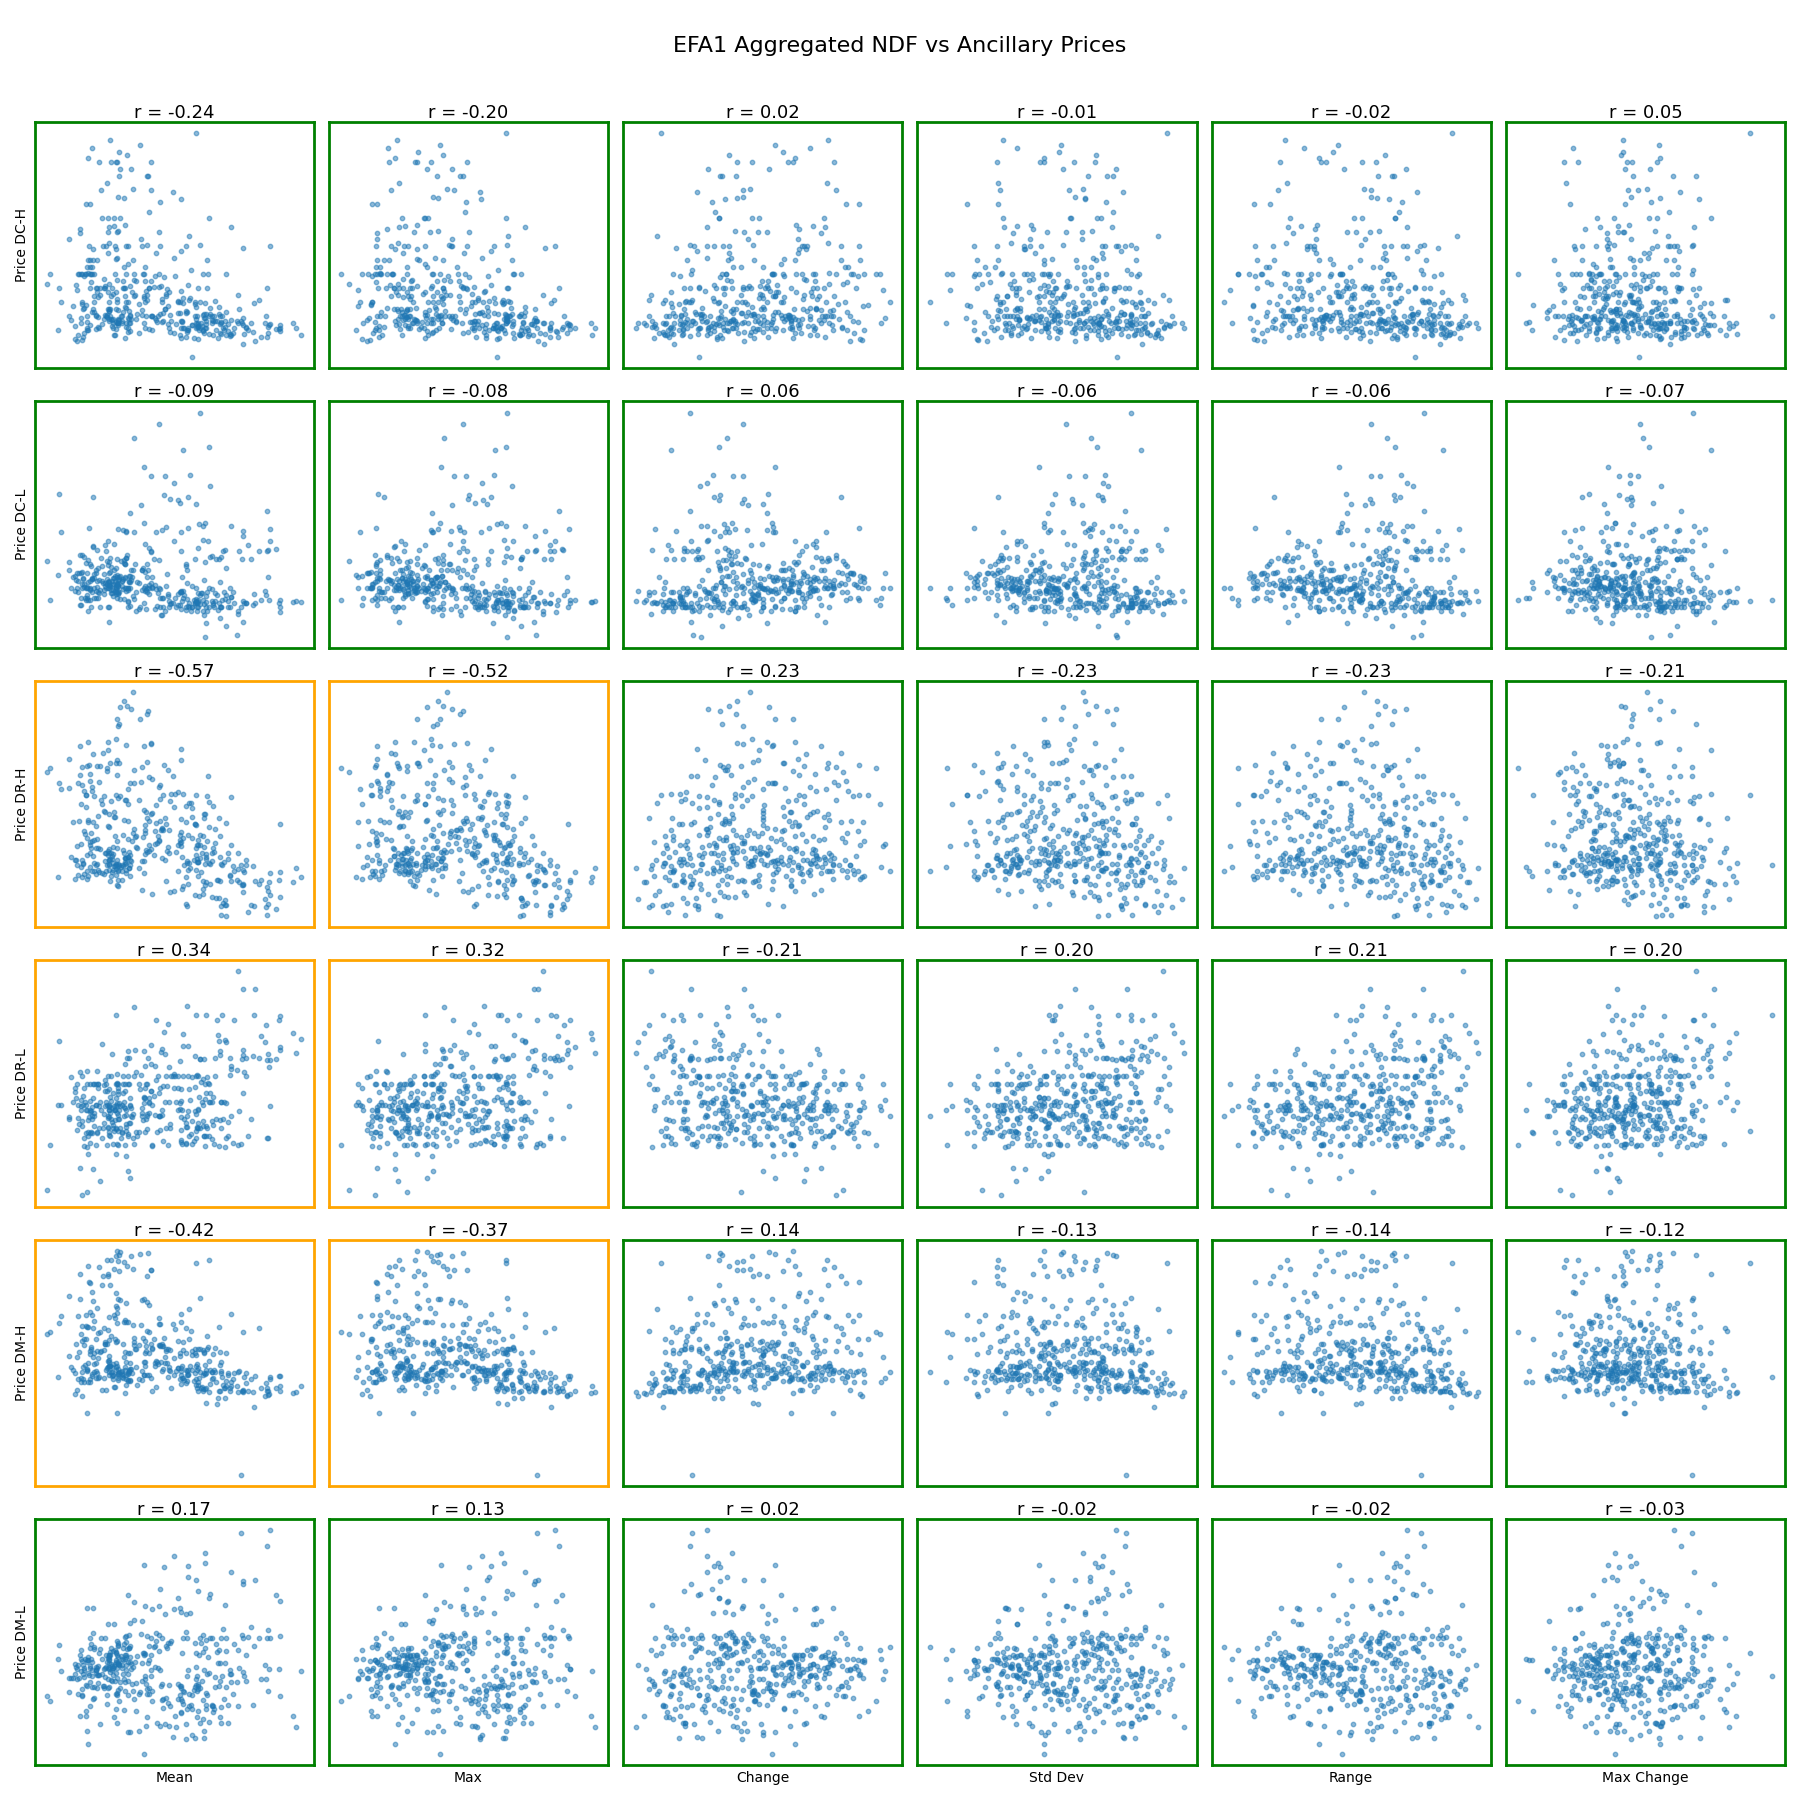 EFA1 Aggregated NDF vs Ancillary Prices
r = -0.24
r = -0.20
r = 0.02
r = -0.01
r = -0.02
r = 0.05
Price DC-H
r = -0.09
r = -0.08
r = 0.06
r = -0.06
r = -0.06
r = -0.07
Price DC-L
r = -0.57
r = -0.52
r = 0.23
r = -0.23
r = -0.23
r = -0.21
Price DR-H
r = 0.34
r = 0.32
r = -0.21
r = 0.20
r = 0.21
r = 0.20
Price DR-L
r = -0.42
r = -0.37
r = 0.14
r = -0.13
r = -0.14
r = -0.12
Price DM-H
r = 0.17
r = 0.13
r = 0.02
r = -0.02
r = -0.02
r = -0.03
Price DM-L
Mean
Max
Change
Std Dev
Range
Max Change